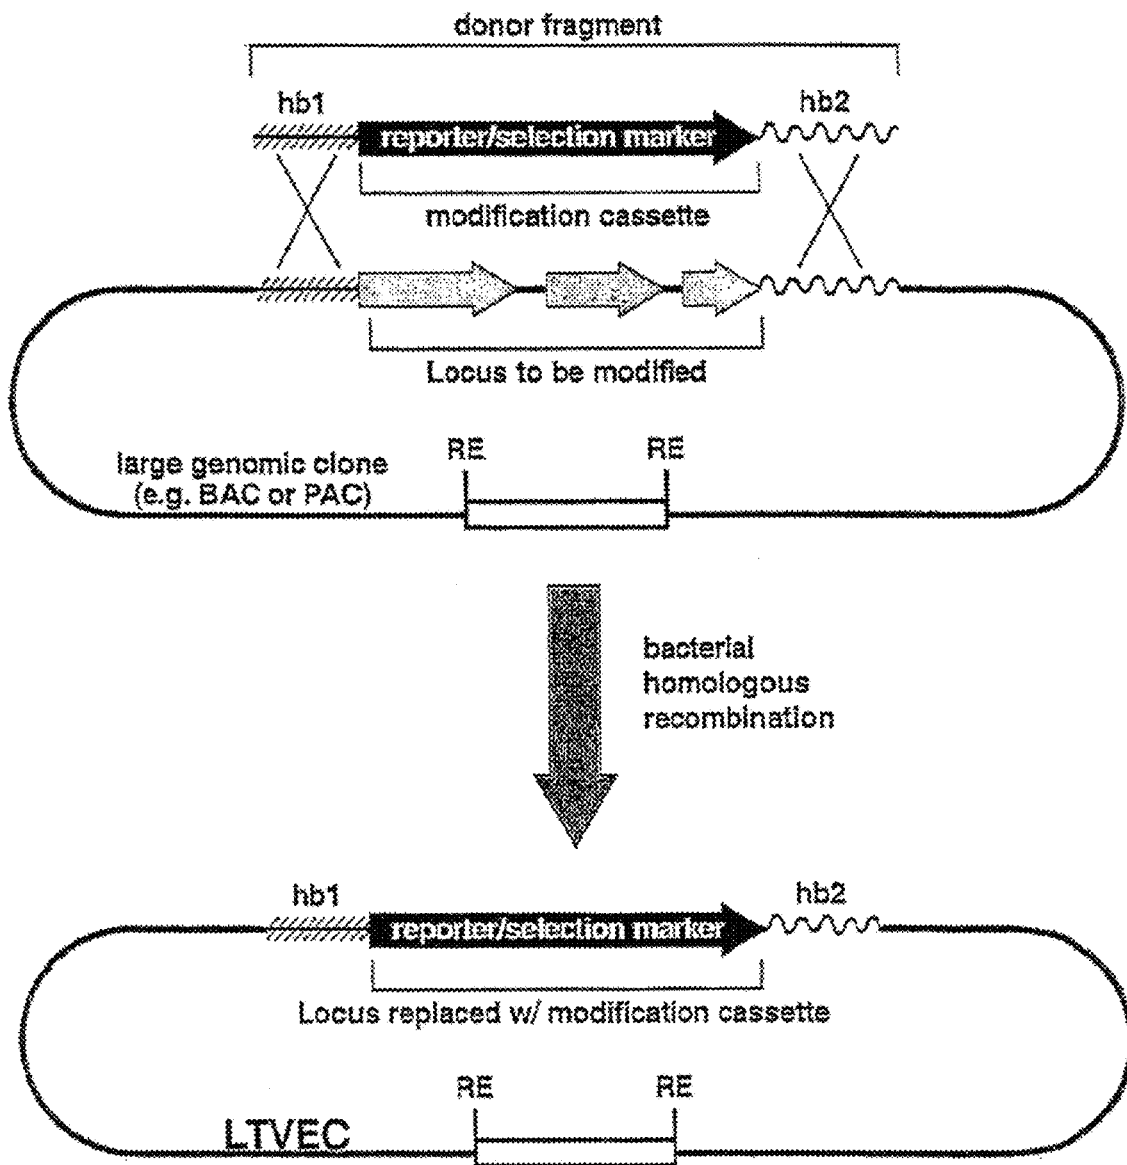 donor fragment
hb1
hb2
reporter/selection marker
modification cassette
Locus to be modified
RE
RE
large genomic clone
(e.g. BAC or PAC)
bacterial
homologous
recombination
hb1
hb2
reporter/selection marker
Locus replaced w/ modification cassette
RE
RE
LTVEC